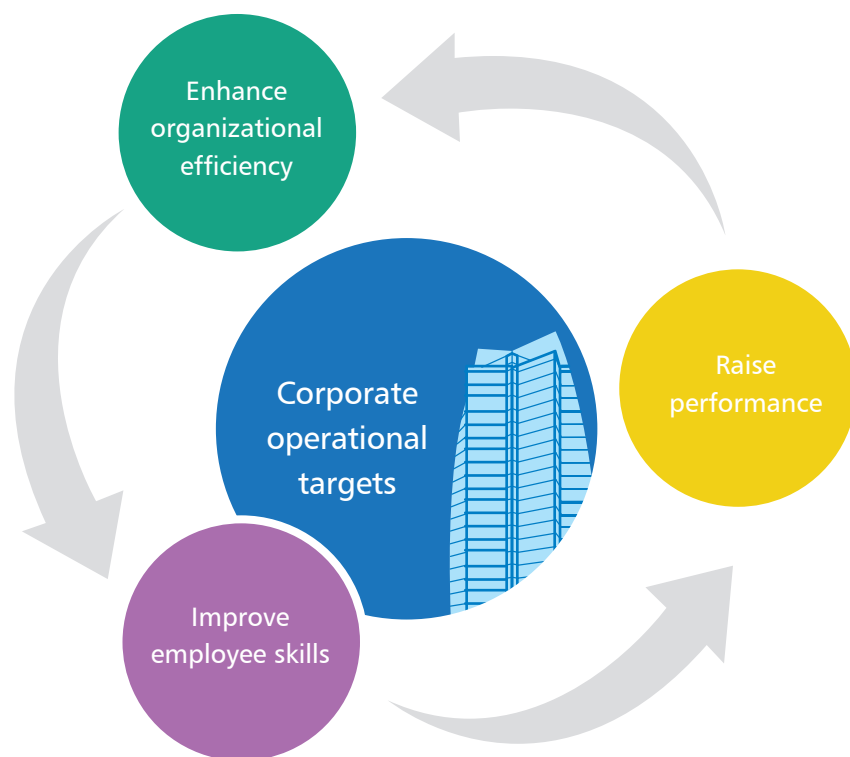 Enhance
organizational
efficiency
Raise
performance
Corporate
operational
targets
Improve
employee skills